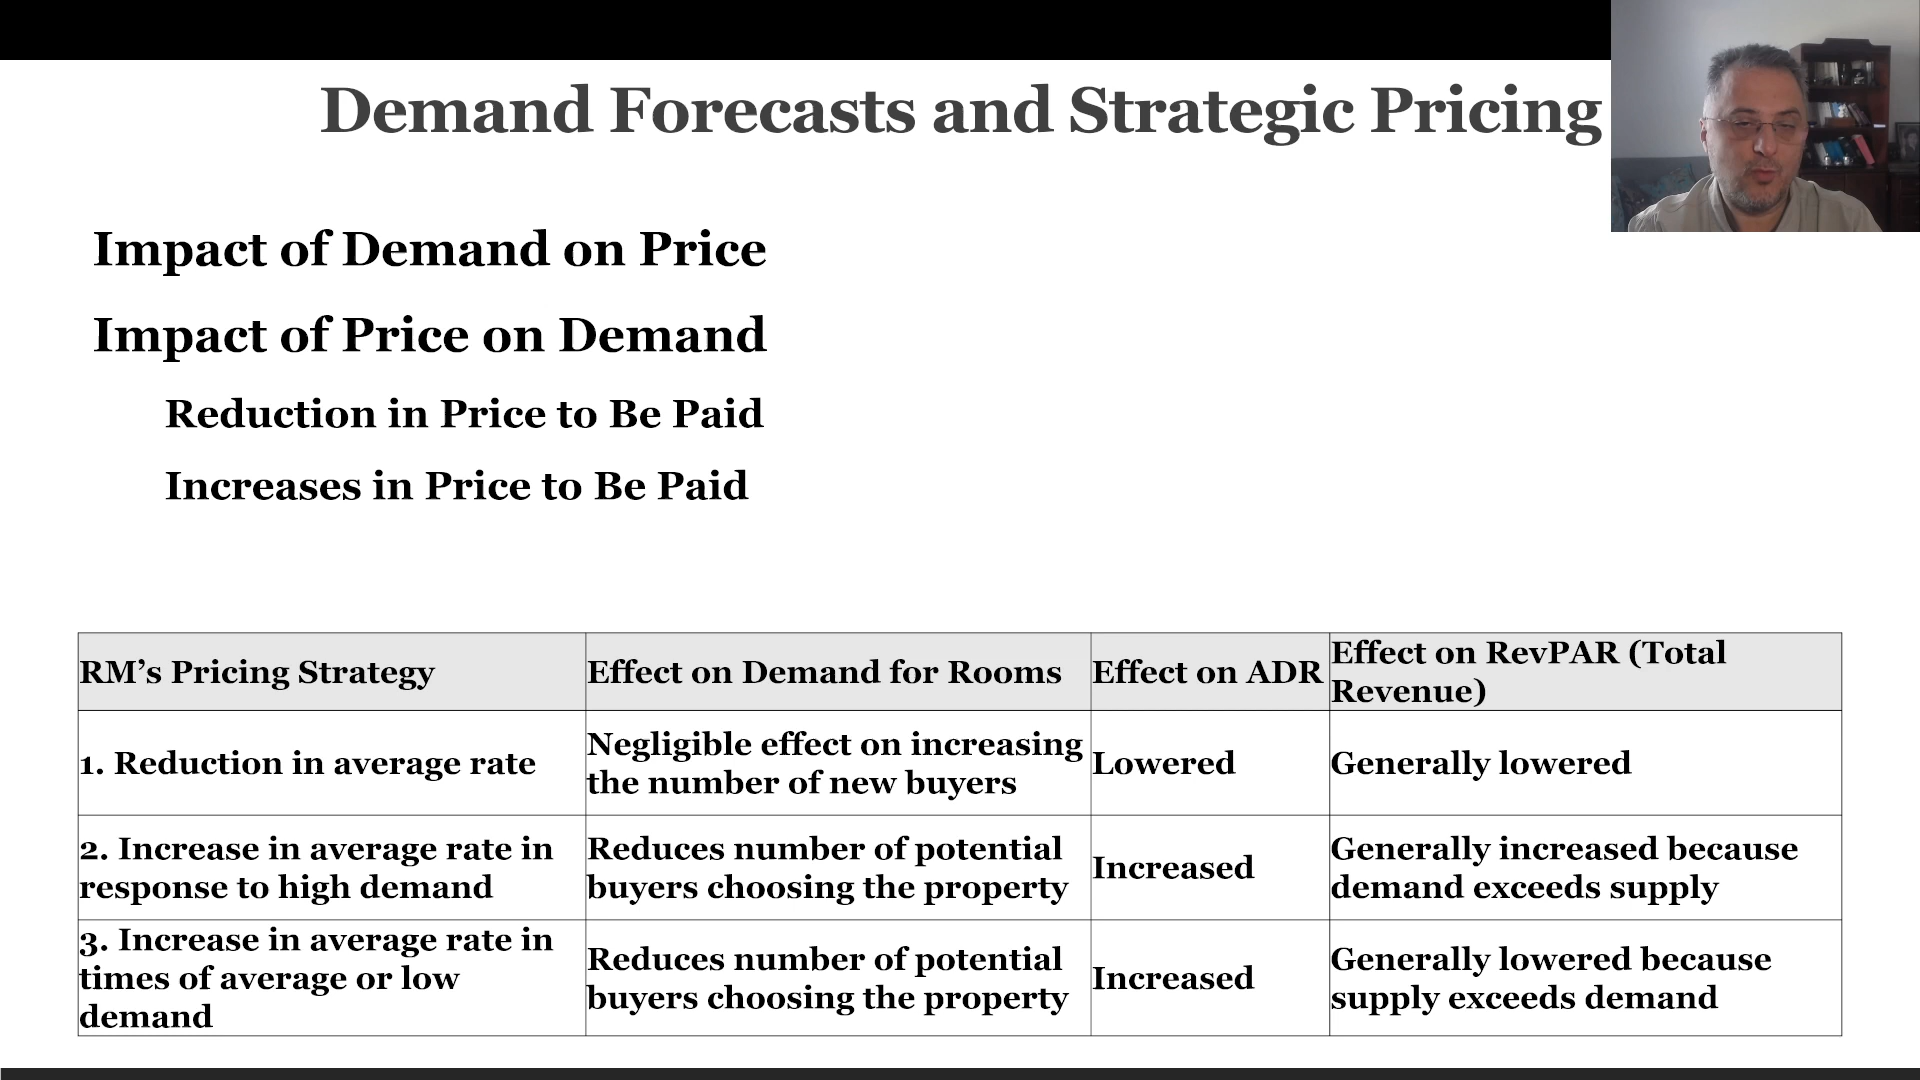 Demand Forecasts and Strategic Pricing
Impact of Demand on Price
Impact of Price on Demand
Reduction in Price to Be Paid
Increases in Price to Be Paid
RM’s Pricing Strategy
Effect on Demand for Rooms
Effect on ADR
Effect on RevPAR (Total
Revenue)
1. Reduction in average rate
Negligible effect on increasing
the number of new buyers
Lowered
Generally lowered
2. Increase in average rate in
response to high demand
Reduces number of potential
buyers choosing the property
Increased
Generally increased because
demand exceeds supply
3. Increase in average rate in
times of average or low
demand
Reduces number of potential
buyers choosing the property
Increased
Generally lowered because
supply exceeds demand